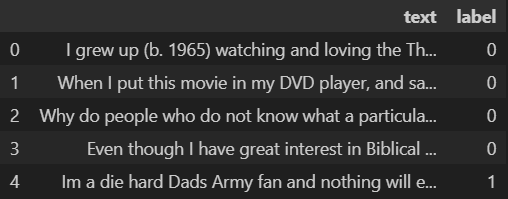 text label
0 I grew up (b. 1965) watching and loving the Th... 0
1 When I put this movie in my DVD player, and sa... 0
2 Why do people who do not know what a particula... 0
3 Even though I have great interest in Biblical ... 0
4 Im a die hard Dads Army fan and nothing will e... 1